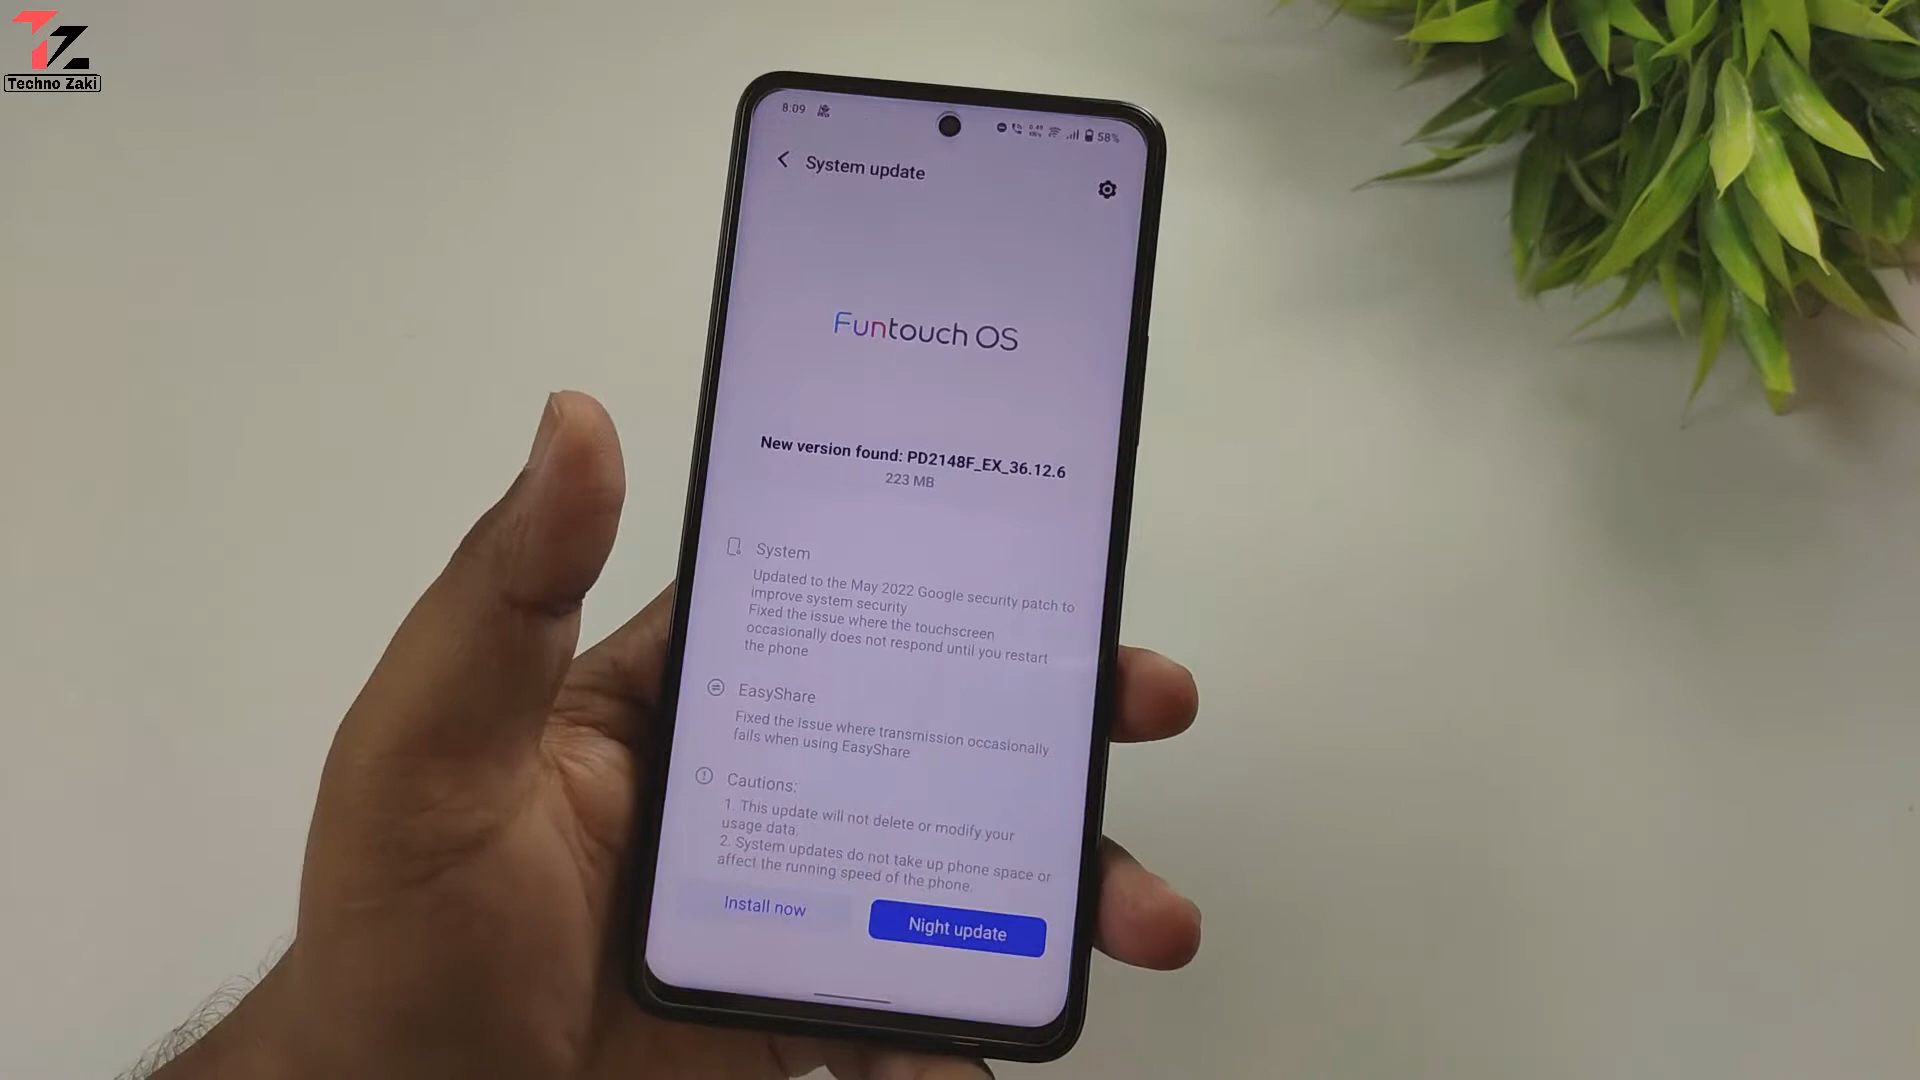 TZ
Techno Zaki
8:09
58%
System update
Funtouch OS
New version found: PD2148F_EX_36.12.6
223 MB
System
Updated to the May 2022 Google security patch to
improve system security
Fixed the issue where the touchscreen
occasionally does not respond until you restart
the phone
EasyShare
Fixed the issue where transmission occasionally
fails when using EasyShare
Cautions:
1. This update will not delete or modify your
usage data.
2. System updates do not take up phone space or
affect the running speed of the phone.
Install now
Night update